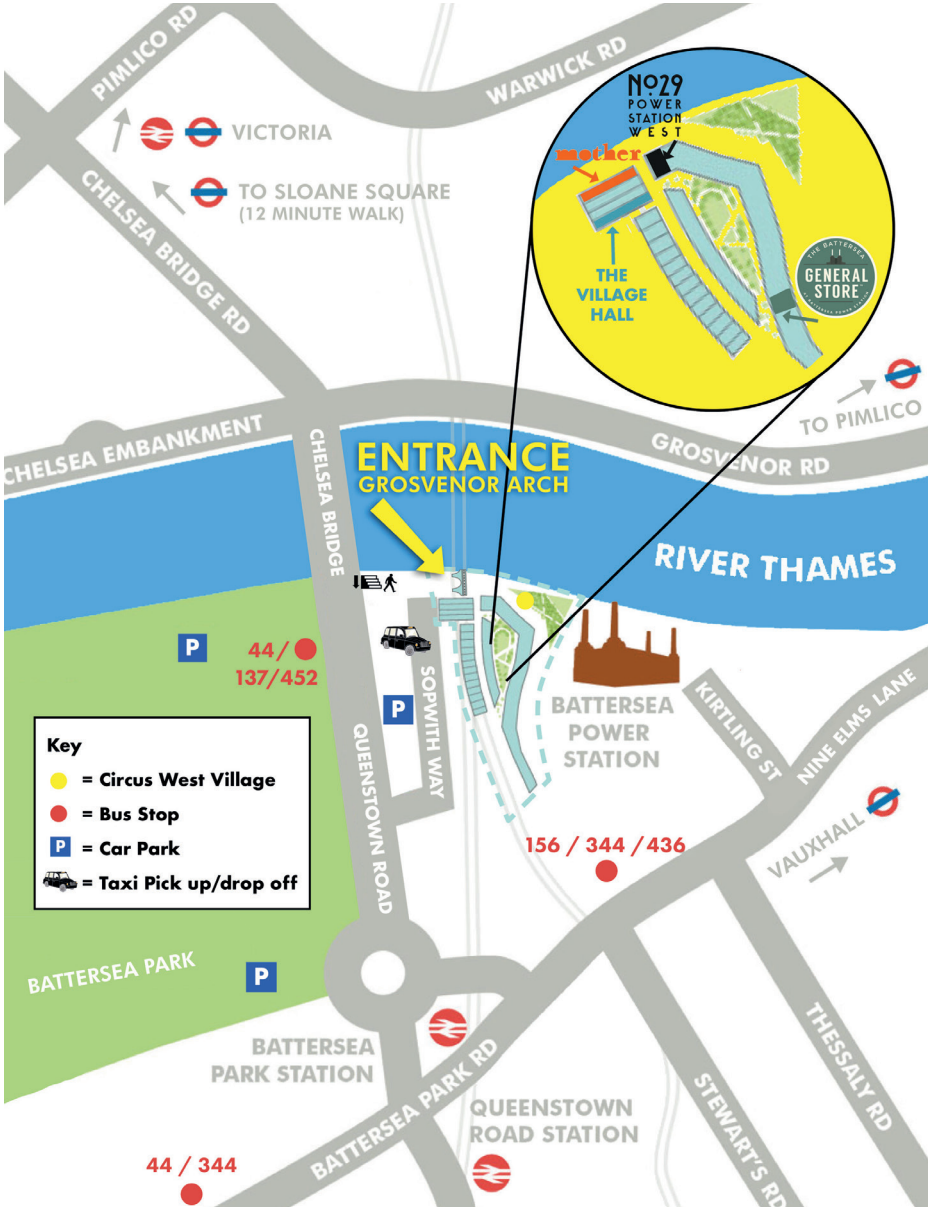 PIMLICO RD
WARWICK RD
VICTORIA
TO SLOANE SQUARE
(12 MINUTE WALK)
CHELSEA BRIDGE RD
No29
POWER
STATION
WEST
mother
THE
VILLAGE
HALL
THE BATTERSEA
GENERAL
STORE
AT BATTERSEA POWER STATION
TO PIMLICO
CHELSEA EMBANKMENT
GROSVENOR RD
CHELSEA BRIDGE
ENTRANCE
GROSVENOR ARCH
RIVER THAMES
P
44/
137/452
P
SOPWITH WAY
QUEENSTOWN ROAD
BATTERSEA
POWER
STATION
KIRTLING ST
NINE ELMS LANE
Key
= Circus West Village
= Bus Stop
P = Car Park
= Taxi Pick up/drop off
156 / 344 /436
VAUXHALL
BATTERSEA PARK
P
BATTERSEA
PARK STATION
BATTERSEA PARK RD
QUEENSTOWN
ROAD STATION
STEWART'S RD
THESSALY RD
44 / 344